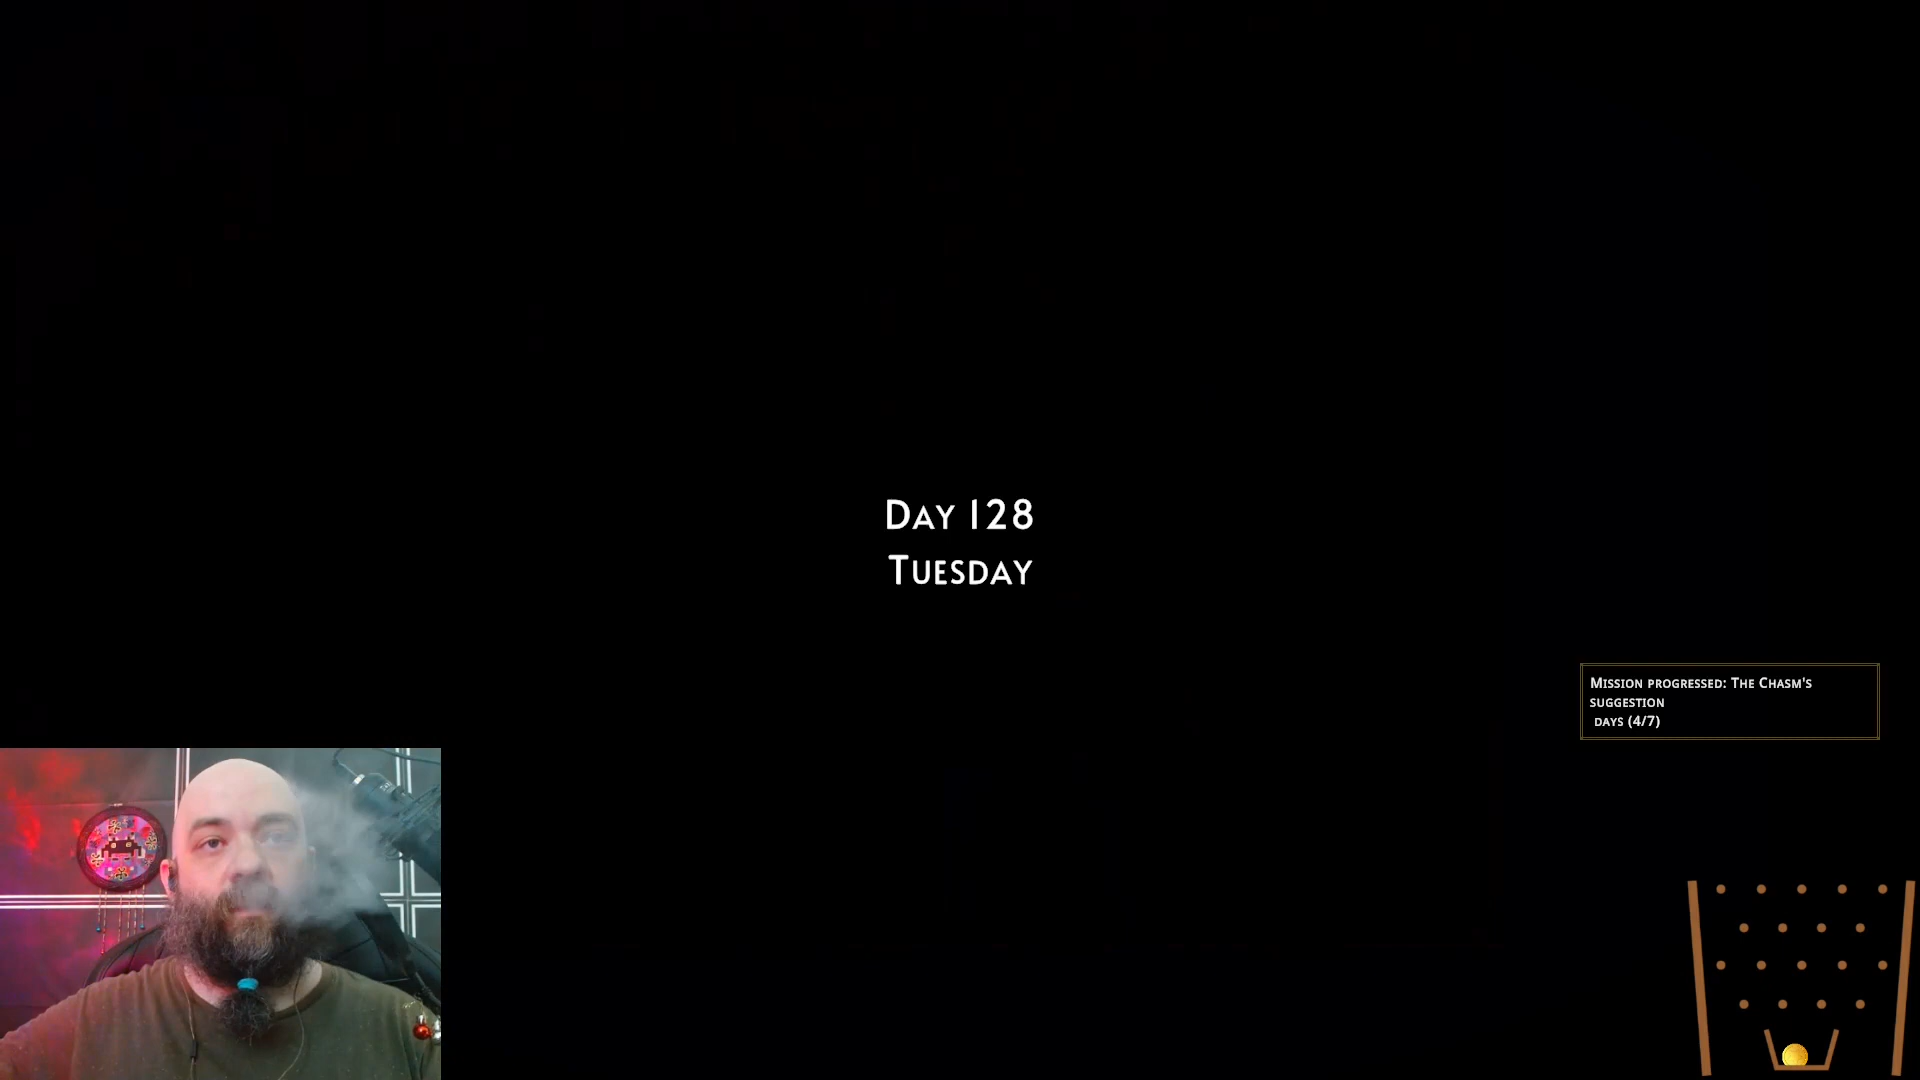 Day 128
Tuesday
Mission progressed: The Chasm's
suggestion
days (4/7)